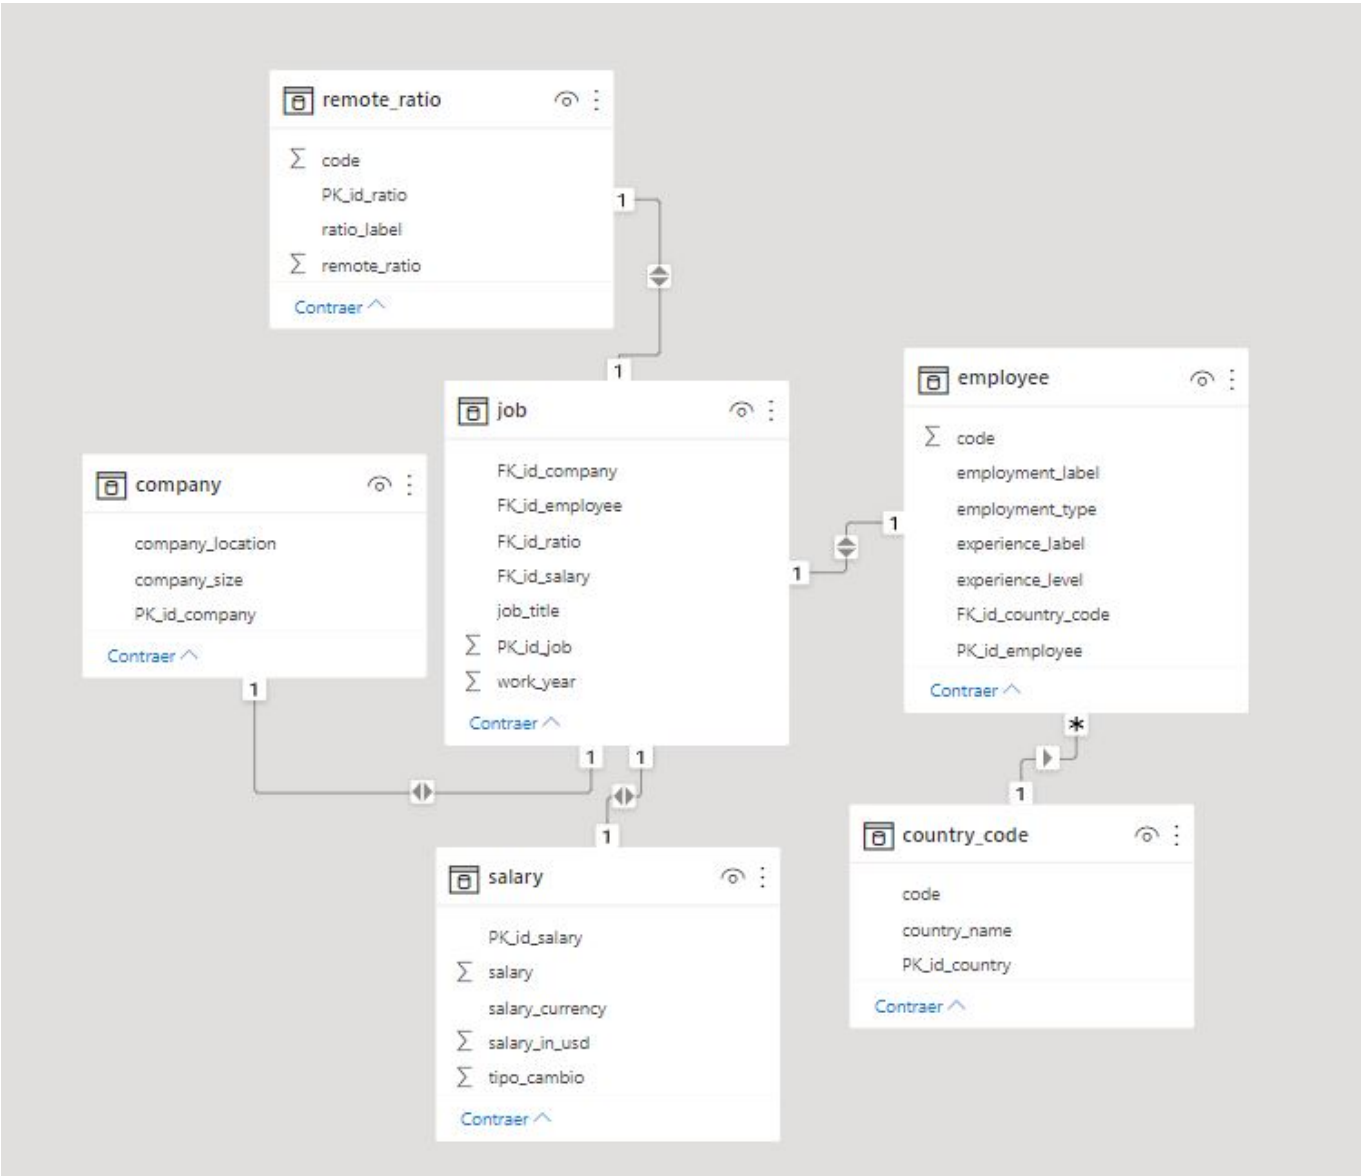 remote_ratio
code
PK_id_ratio
ratio_label
remote_ratio
Contraer
1
1
job
FK_id_company
FK_id_employee
FK_id_ratio
FK_id_salary
job_title
PK_id_job
work_year
Contraer
employee
code
employment_label
employment_type
experience_label
experience_level
FK_id_country_code
PK_id_employee
Contraer
1
1
company
company_location
company_size
PK_id_company
Contraer
1
1
1
1
*
1
salary
PK_id_salary
salary
salary_currency
salary_in_usd
tipo_cambio
Contraer
country_code
code
country_name
PK_id_country
Contraer